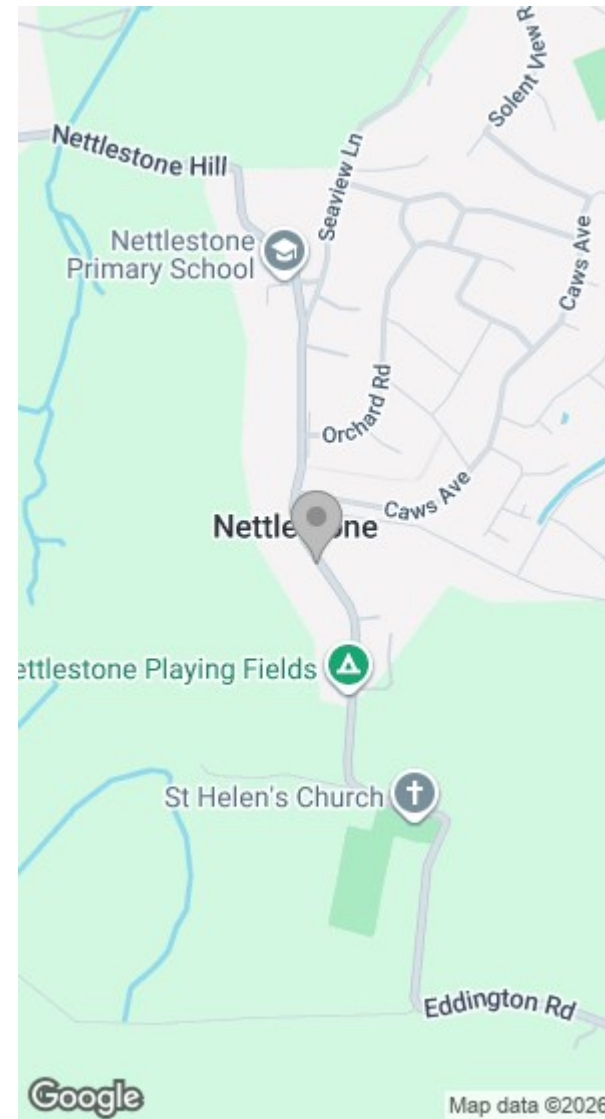 Solent View R
Nettlestone Hill
Seaview Ln
Nettlestone
Primary School
Caws Ave
Orchard Rd
Caws Ave
ettlestone Playing Fields
St Helen's Church
Eddington Rd
Google
Map data ©2026